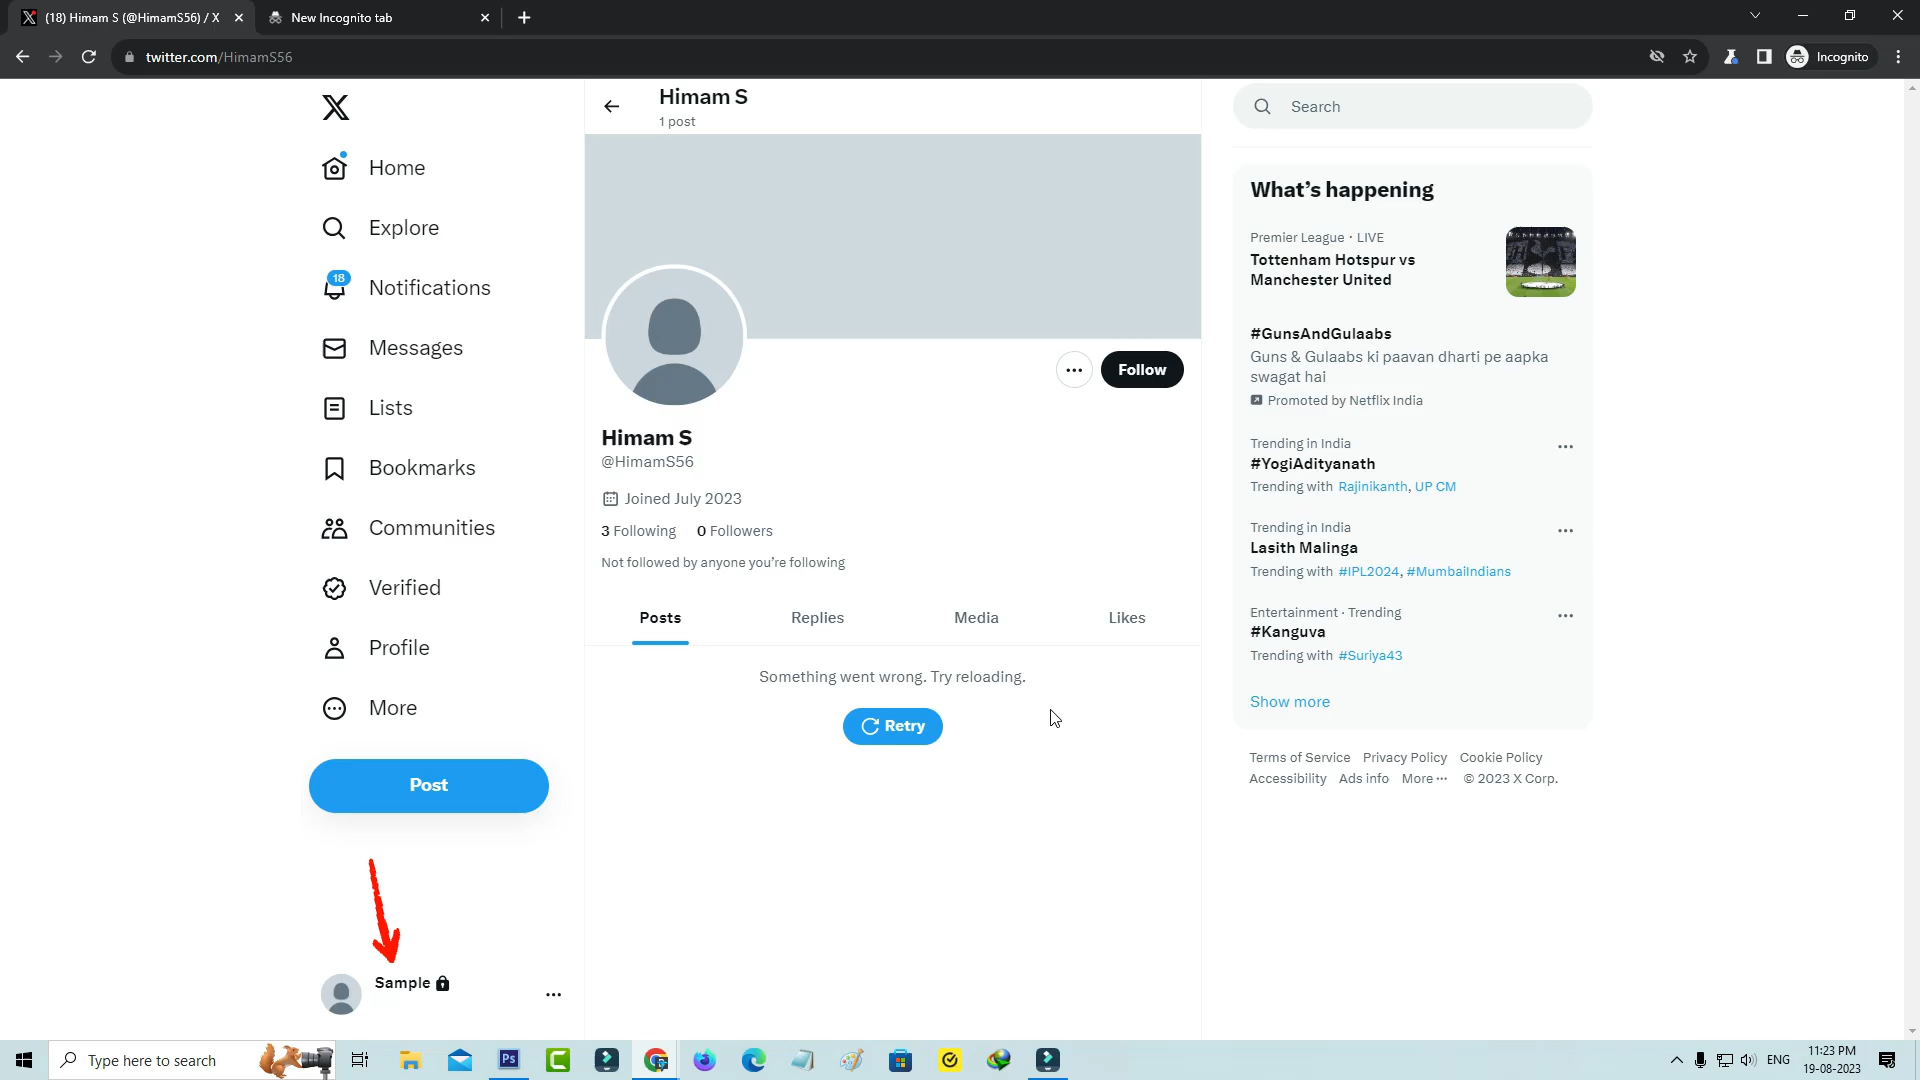 (18) Himam S (@HimamS56) / X
New Incognito tab
twitter.com/HimamS56
Incognito
Home
Explore
18
Notifications
Messages
Lists
Bookmarks
Communities
Verified
Profile
More
Post
Sample
Himam S
1 post
Follow
Himam S
@HimamS56
Joined July 2023
3 Following 0 Followers
Not followed by anyone you’re following
Posts Replies Media Likes
Something went wrong. Try reloading.
Retry
Search
What’s happening
Premier League · LIVE
Tottenham Hotspur vs
Manchester United
#GunsAndGulaabs
Guns & Gulaabs ki paavan dharti pe aapka
swagat hai
Promoted by Netflix India
Trending in India
#YogiAdityanath
Trending with Rajinikanth, UP CM
Trending in India
Lasith Malinga
Trending with #IPL2024, #MumbaiIndians
Entertainment · Trending
#Kanguva
Trending with #Suriya43
Show more
Terms of Service Privacy Policy Cookie Policy
Accessibility Ads info More ··· © 2023 X Corp.
Type here to search
Ps
ENG
11:23 PM
19-08-2023